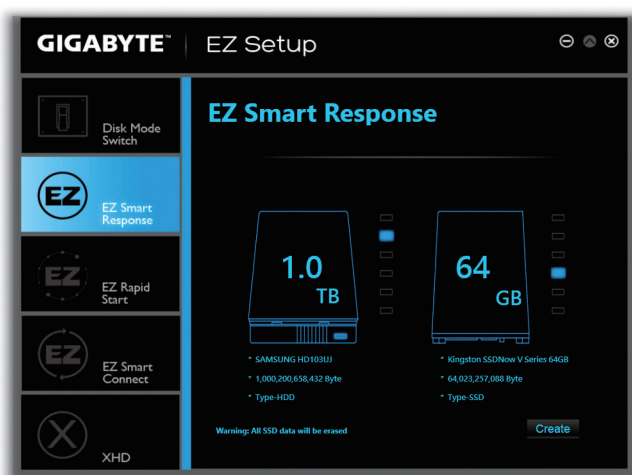 GIGABYTE™ EZ Setup
Disk Mode
Switch
EZ
EZ Smart
Response
EZ
EZ Rapid
Start
EZ
EZ Smart
Connect
X
XHD
EZ Smart Response
1.0
TB
64
GB
* SAMSUNG HD103UJ
* 1,000,200,658,432 Byte
* Type-HDD
* Kingston SSDNow V Series 64GB
* 64,023,257,088 Byte
* Type-SSD
Warning: All SSD data will be erased
Create